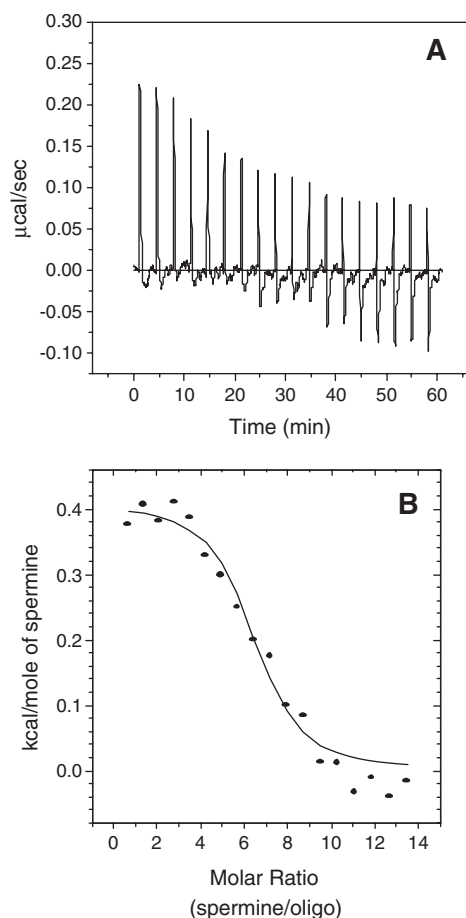 A
0.30
0.25
0.20
0.15
0.10
0.05
0.00
-0.05
-0.10
μcal/sec
0 10 20 30 40 50 60
Time (min)
B
0.4
0.3
0.2
0.1
0.0
kcal/mole of spermine
0 2 4 6 8 10 12 14
Molar Ratio
(spermine/oligo)